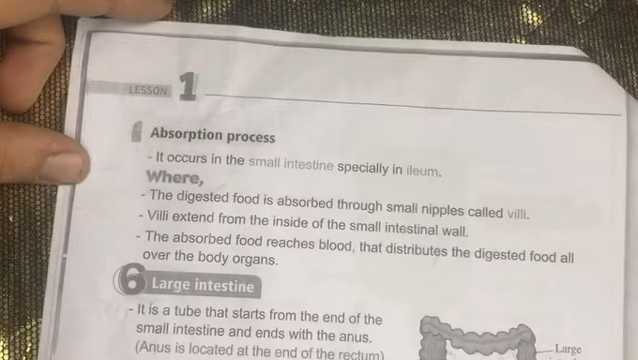 LESSON 1
Absorption process
- It occurs in the small intestine specially in ileum.
Where,
- The digested food is absorbed through small nipples called villi.
- Villi extend from the inside of the small intestinal wall.
- The absorbed food reaches blood, that distributes the digested food all
over the body organs.
6 Large intestine
- It is a tube that starts from the end of the
small intestine and ends with the anus.
(Anus is located at the end of the rectum)
Large